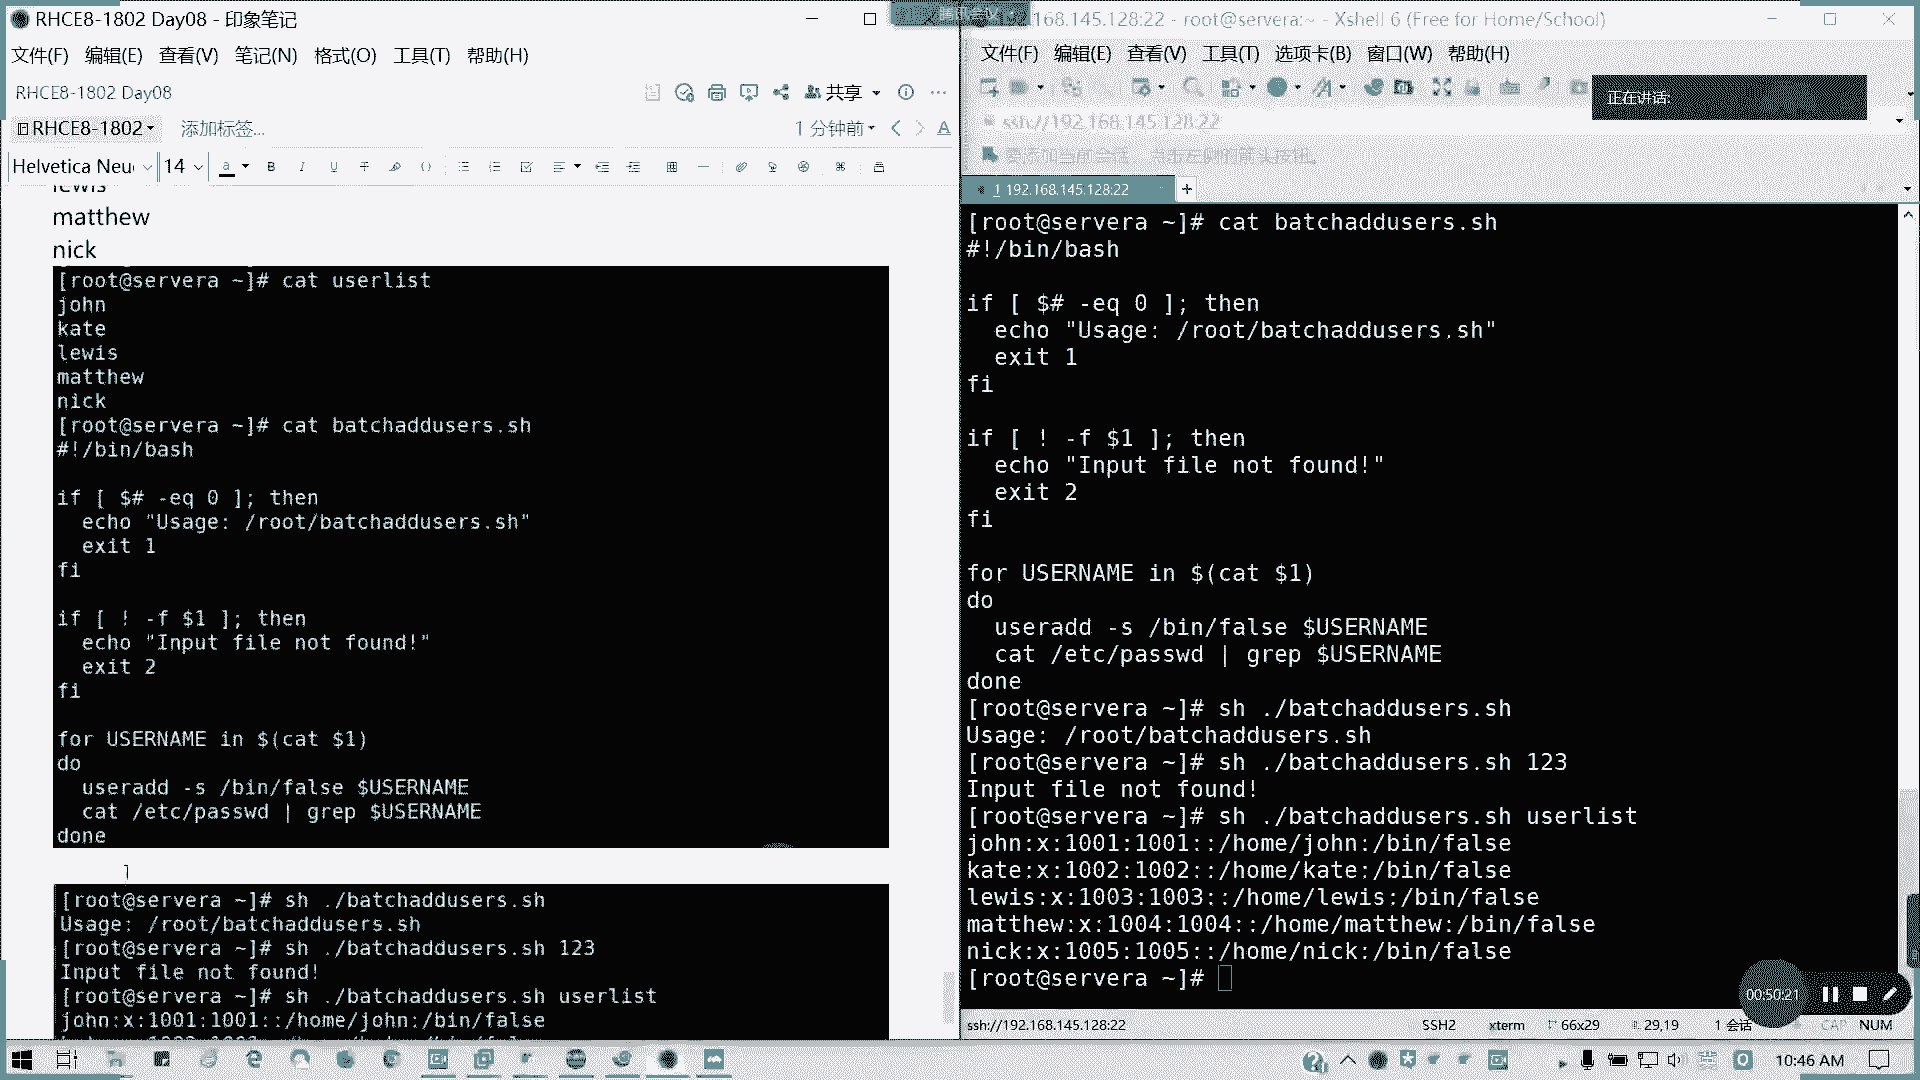 RHCE8-1802 Day08 - 印象笔记
文件(F) 编辑(E) 查看(V) 笔记(N) 格式(O) 工具(T) 帮助(H)
RHCE8-1802 Day08
共享
RHCE8-1802
添加标签...
1 分钟前
Helvetica Neu
14
lewis
matthew
nick
[root@servera ~]# cat userlist
john
kate
lewis
matthew
nick
[root@servera ~]# cat batchaddusers.sh
#!/bin/bash
if [ $# -eq 0 ]; then
echo "Usage: /root/batchaddusers.sh"
exit 1
fi
if [ ! -f $1 ]; then
echo "Input file not found!"
exit 2
fi
for USERNAME in $(cat $1)
do
useradd -s /bin/false $USERNAME
cat /etc/passwd | grep $USERNAME
done
[root@servera ~]# sh ./batchaddusers.sh
Usage: /root/batchaddusers.sh
[root@servera ~]# sh ./batchaddusers.sh 123
Input file not found!
[root@servera ~]# sh ./batchaddusers.sh userlist
john:x:1001:1001::/home/john:/bin/false
168.145.128:22 - root@servera:~ - Xshell 6 (Free for Home/School)
文件(F) 编辑(E) 查看(V) 工具(T) 选项卡(B) 窗口(W) 帮助(H)
正在讲话:
ssh://192.168.145.128:22
要添加当前会话，点击左侧的箭头按钮。
1 192.168.145.128:22
[root@servera ~]# cat batchaddusers.sh
#!/bin/bash
if [ $# -eq 0 ]; then
echo "Usage: /root/batchaddusers.sh"
exit 1
fi
if [ ! -f $1 ]; then
echo "Input file not found!"
exit 2
fi
for USERNAME in $(cat $1)
do
useradd -s /bin/false $USERNAME
cat /etc/passwd | grep $USERNAME
done
[root@servera ~]# sh ./batchaddusers.sh
Usage: /root/batchaddusers.sh
[root@servera ~]# sh ./batchaddusers.sh 123
Input file not found!
[root@servera ~]# sh ./batchaddusers.sh userlist
john:x:1001:1001::/home/john:/bin/false
kate:x:1002:1002::/home/kate:/bin/false
lewis:x:1003:1003::/home/lewis:/bin/false
matthew:x:1004:1004::/home/matthew:/bin/false
nick:x:1005:1005::/home/nick:/bin/false
[root@servera ~]#
00:50:21
ssh://192.168.145.128:22 SSH2 xterm 66x29 29,19 1 会话 CAP NUM
10:46 AM